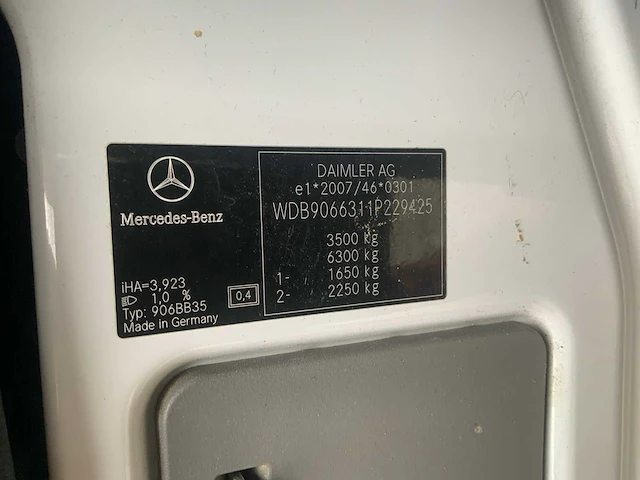 Mercedes-Benz
iHA=3,923
1,0 %
Typ: 906BB35
Made in Germany
0,4
DAIMLER AG
e1*2007/46*0301
WDB9066311P229425
3500 kg
6300 kg
1- 1650 kg
2- 2250 kg